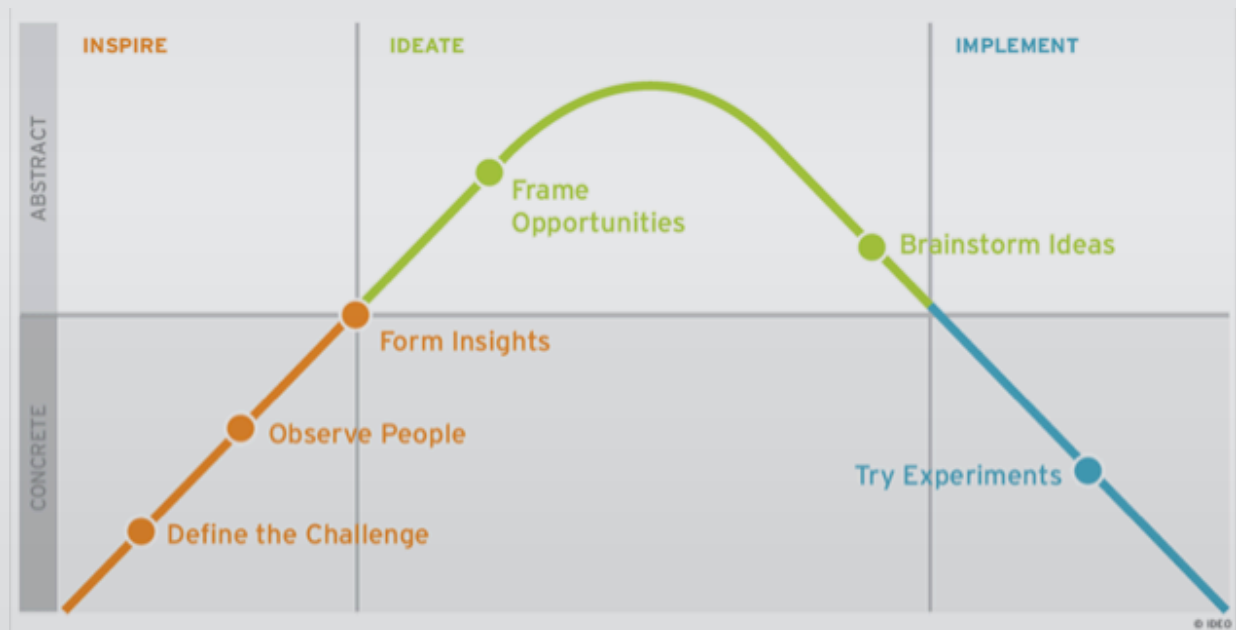 INSPIRE
IDEATE
IMPLEMENT
ABSTRACT
Frame
Opportunities
Brainstorm Ideas
Form Insights
CONCRETE
Observe People
Try Experiments
Define the Challenge
© IDEO